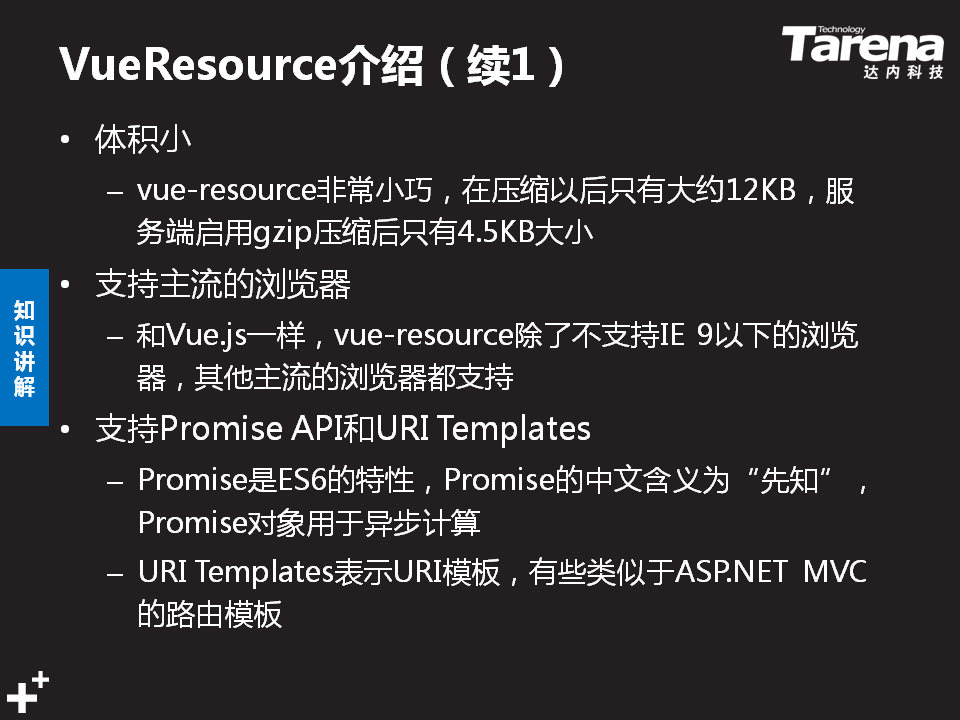 VueResource介绍（续1）
Technology
Tarena
达内科技
• 体积小
– vue-resource非常小巧，在压缩以后只有大约12KB，服
务端启用gzip压缩后只有4.5KB大小
• 支持主流的浏览器
– 和Vue.js一样，vue-resource除了不支持IE 9以下的浏览
器，其他主流的浏览器都支持
• 支持Promise API和URI Templates
– Promise是ES6的特性，Promise的中文含义为“先知”，
Promise对象用于异步计算
– URI Templates表示URI模板，有些类似于ASP.NET MVC
的路由模板
知
识
讲
解